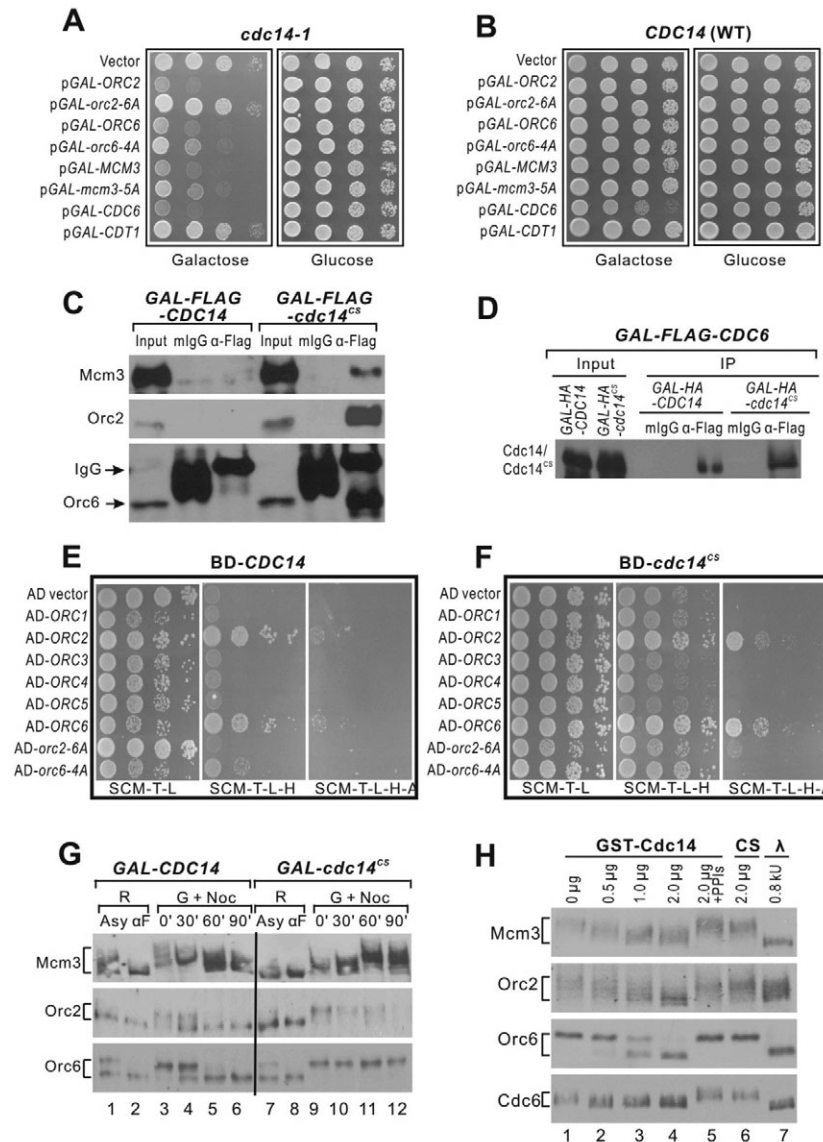 A
cdc14-1
Vector
pGAL-ORC2
pGAL-orc2-6A
pGAL-ORC6
pGAL-orc6-4A
pGAL-MCM3
pGAL-mcm3-5A
pGAL-CDC6
pGAL-CDT1
Galactose Glucose
B
CDC14 (WT)
Vector
pGAL-ORC2
pGAL-orc2-6A
pGAL-ORC6
pGAL-orc6-4A
pGAL-MCM3
pGAL-mcm3-5A
pGAL-CDC6
pGAL-CDT1
Galactose Glucose
C
GAL-FLAG GAL-FLAG
-CDC14 -cdc14CS
Input mIgG α-Flag Input mIgG α-Flag
Mcm3
Orc2
IgG
Orc6
D
GAL-FLAG-CDC6
Input IP
GAL-HA
-CDC14
GAL-HA
-cdc14CS
GAL-HA
-CDC14
GAL-HA
-cdc14CS
mIgG α-Flag mIgG α-Flag
Cdc14/
Cdc14CS
E
BD-CDC14
AD vector
AD-ORC1
AD-ORC2
AD-ORC3
AD-ORC4
AD-ORC5
AD-ORC6
AD-orc2-6A
AD-orc6-4A
SCM-T-L SCM-T-L-H SCM-T-L-H-A
F
BD-cdc14CS
AD vector
AD-ORC1
AD-ORC2
AD-ORC3
AD-ORC4
AD-ORC5
AD-ORC6
AD-orc2-6A
AD-orc6-4A
SCM-T-L SCM-T-L-H SCM-T-L-H-A
G
GAL-CDC14 GAL-cdc14CS
R G + Noc R G + Noc
Asy αF 0' 30' 60' 90' Asy αF 0' 30' 60' 90'
Mcm3
Orc2
Orc6
1 2 3 4 5 6 7 8 9 10 11 12
H
GST-Cdc14 CS λ
0 µg
0.5 µg
1.0 µg
2.0 µg
2.0 µg
+PPIs
2.0 µg
0.8 kU
Mcm3
Orc2
Orc6
Cdc6
1 2 3 4 5 6 7